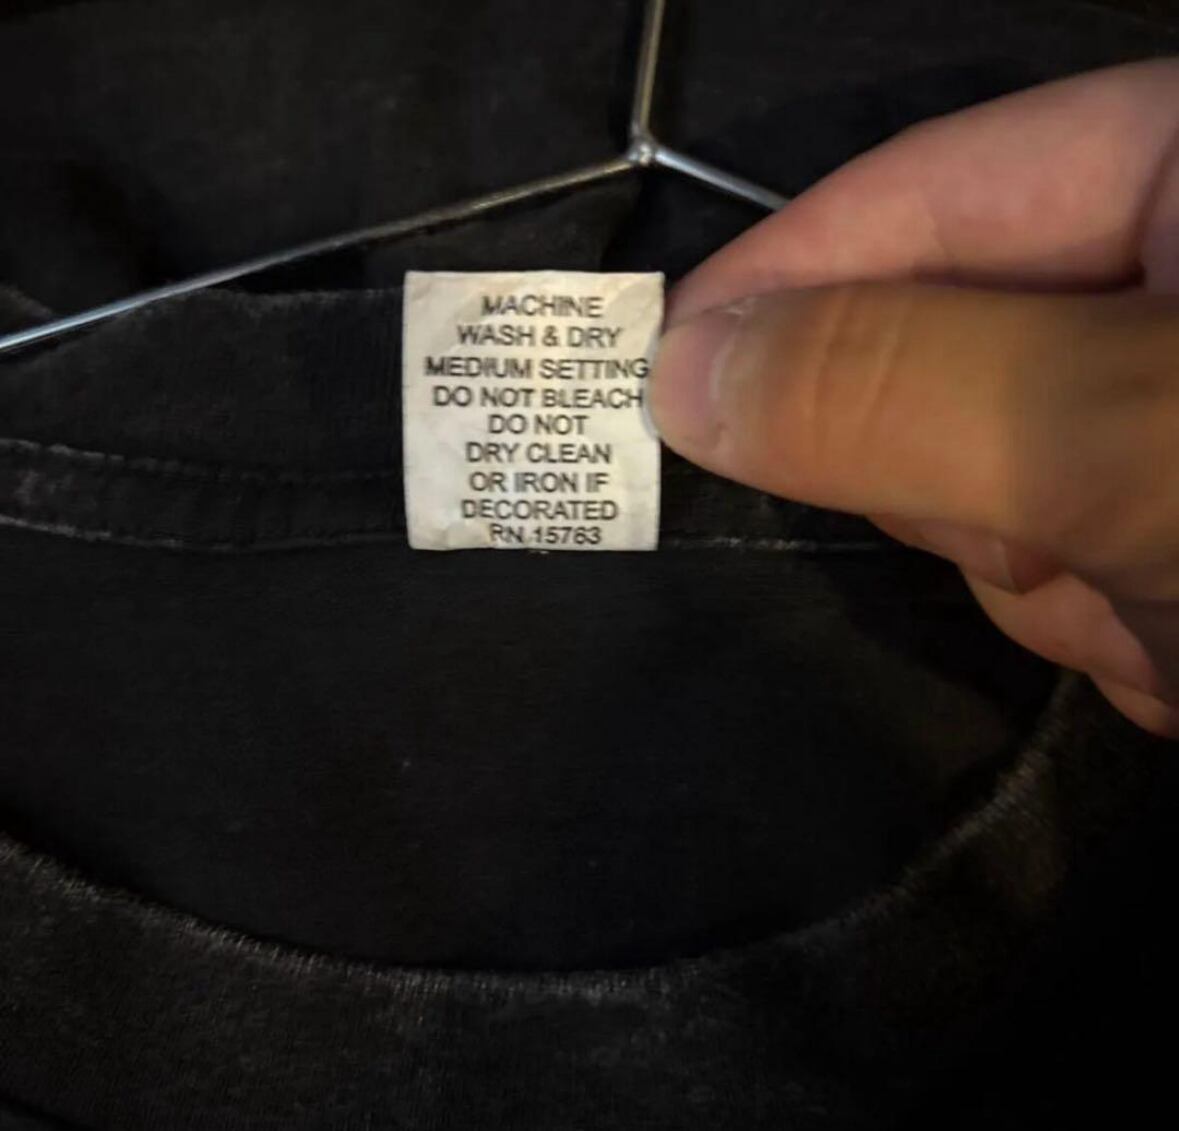 MACHINE
WASH & DRY
MEDIUM SETTING
DO NOT BLEACH
DO NOT
DRY CLEAN
OR IRON IF
DECORATED
RN 15763